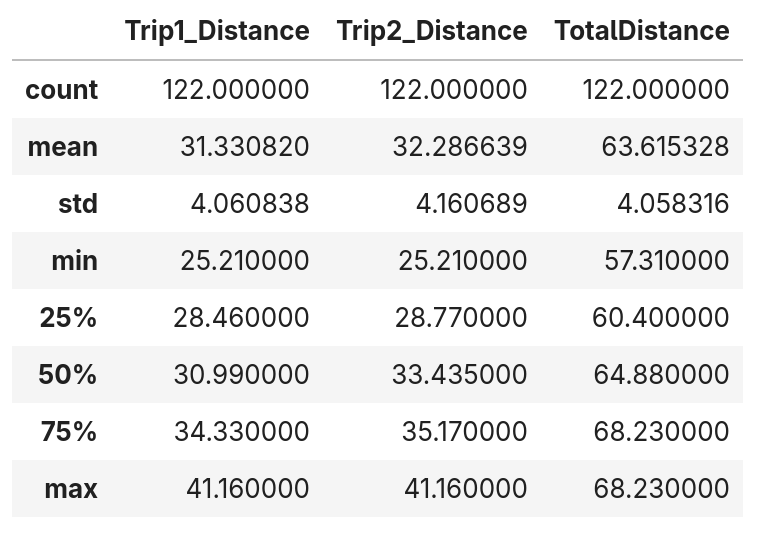 Trip1_Distance Trip2_Distance TotalDistance
count 122.000000 122.000000 122.000000
mean 31.330820 32.286639 63.615328
std 4.060838 4.160689 4.058316
min 25.210000 25.210000 57.310000
25% 28.460000 28.770000 60.400000
50% 30.990000 33.435000 64.880000
75% 34.330000 35.170000 68.230000
max 41.160000 41.160000 68.230000